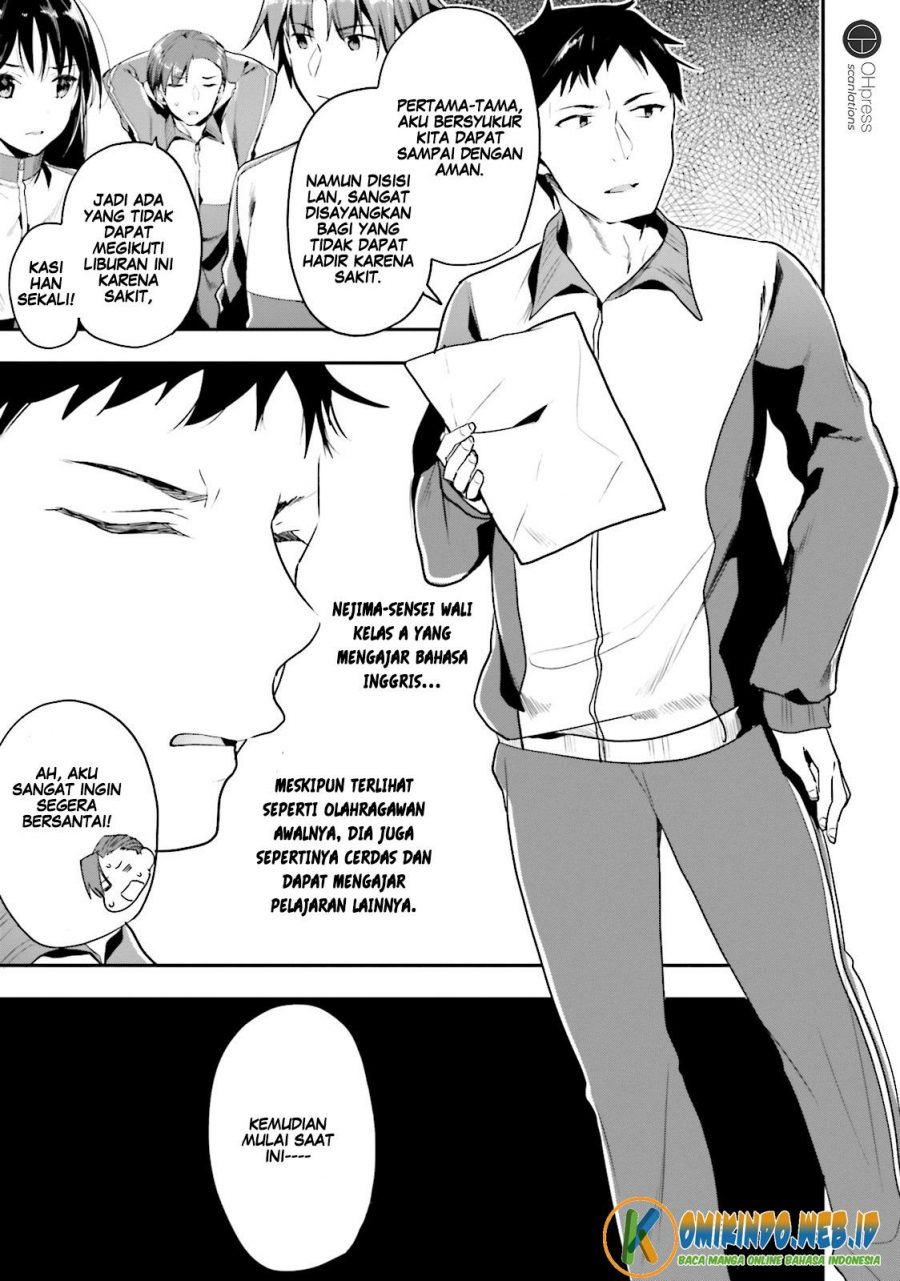 PERTAMA-TAMA,
AKU BERSYUKUR
KITA DAPAT
SAMPAI DENGAN
AMAN.
NAMUN DISISI
LAN, SANGAT
DISAYANGKAN
BAGI YANG
TIDAK DAPAT
HADIR KARENA
SAKIT.
JADI ADA
YANG TIDAK
DAPAT
MEGIKUTI
LIBURAN INI
KARENA
SAKIT,
KASI
HAN
SEKALI!
NEJIMA-SENSEI WALI
KELAS A YANG
MENGAJAR BAHASA
INGGRIS...
MESKIPUN TERLIHAT
SEPERTI OLAHRAGAWAN
AWALNYA, DIA JUGA
SEPERTINYA CERDAS DAN
DAPAT MENGAJAR
PELAJARAN LAINNYA.
AH, AKU
SANGAT INGIN
SEGERA
BERSANTAI!
KEMUDIAN
MULAI SAAT
INI----
OHpress
scanlations
KOMIKINDO.WEB.ID
BACA MANGA ONLINE BAHASA INDONESIA